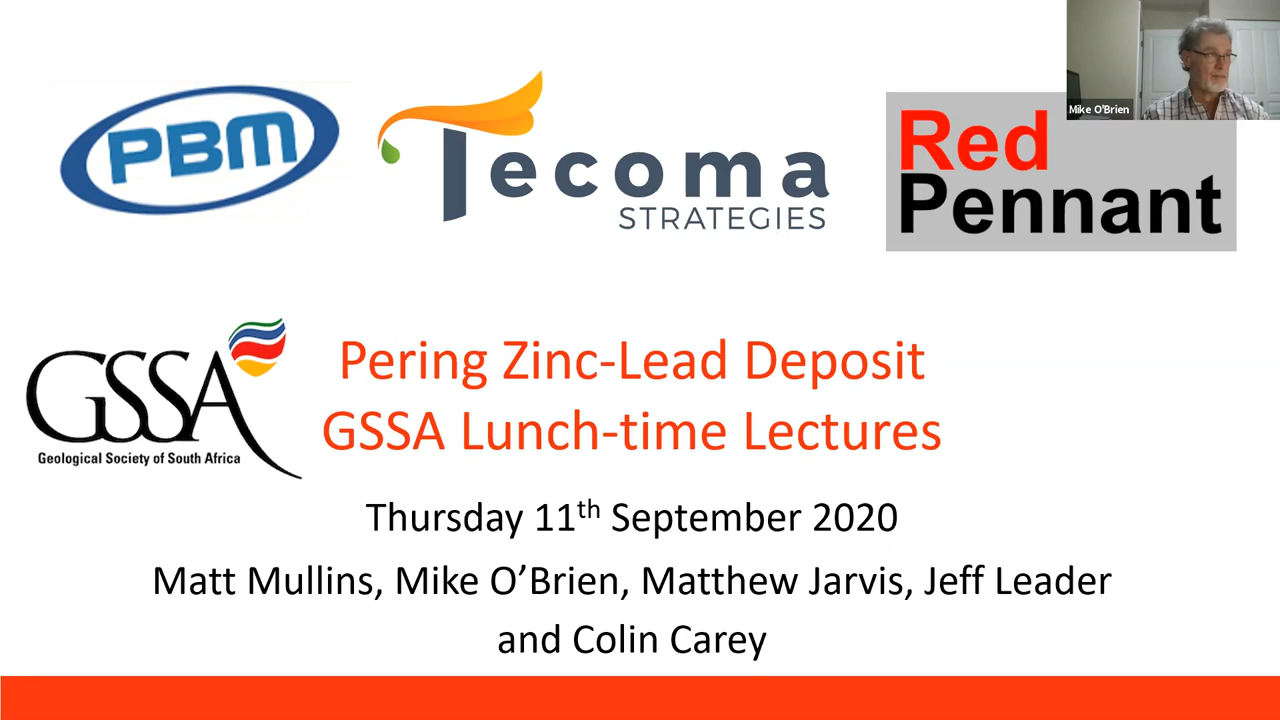 PBM
Tecoma
STRATEGIES
Red
Pennant
Mike O'Brien
GSSA
Geological Society of South Africa
Pering Zinc-Lead Deposit
GSSA Lunch-time Lectures
Thursday 11th September 2020
Matt Mullins, Mike O’Brien, Matthew Jarvis, Jeff Leader
and Colin Carey